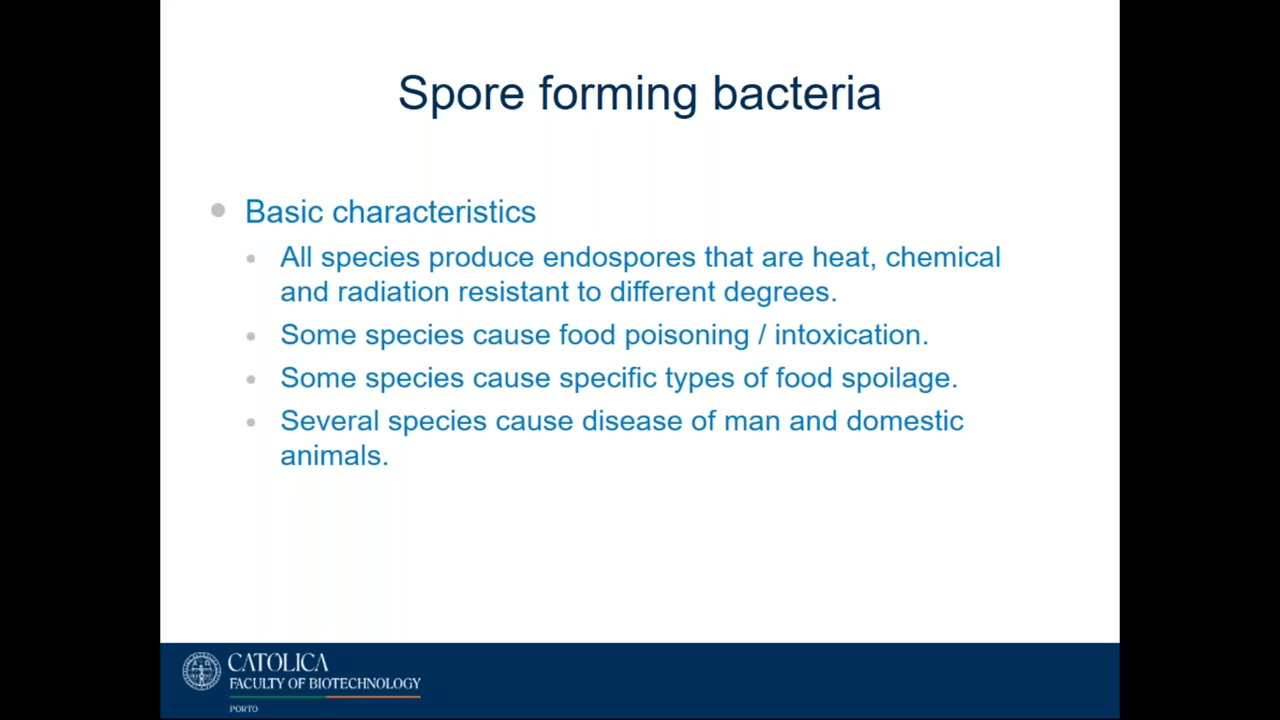 Spore forming bacteria
Basic characteristics
All species produce endospores that are heat, chemical
and radiation resistant to different degrees.
Some species cause food poisoning / intoxication.
Some species cause specific types of food spoilage.
Several species cause disease of man and domestic
animals.
CATÓLICA
FACULTY OF BIOTECHNOLOGY
PORTO